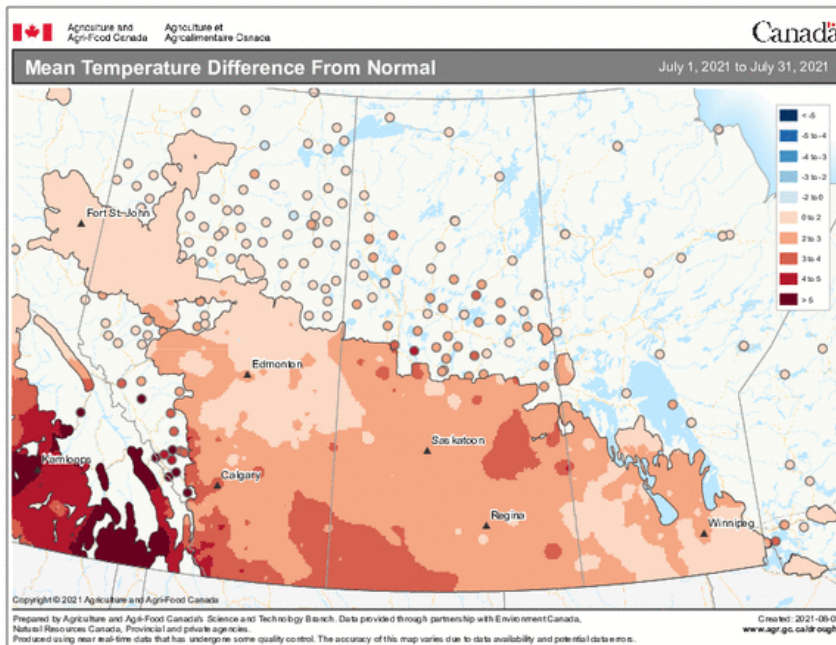 Agriculture and Agri-Food Canada
Agriculture et Agroalimentaire Canada
Canada
Mean Temperature Difference From Normal
July 1, 2021 to July 31, 2021
< -5
-5 to -4
-4 to -3
-3 to -2
-2 to 0
0 to 2
2 to 3
3 to 4
4 to 5
> 5
Fort St. John
Edmonton
Saskatoon
Kamloops
Calgary
Regina
Winnipeg
Copyright © 2021 Agriculture and Agri-Food Canada
Prepared by Agriculture and Agri-Food Canada's Science and Technology Branch. Data provided through partnership with Environment Canada,
Natural Resources Canada, Provincial and private agencies.
Produced using near real-time data that has undergone some quality control. The accuracy of this map varies due to data availability and potential data errors.
Created: 2021-08-0
www.agr.gc.ca/drough